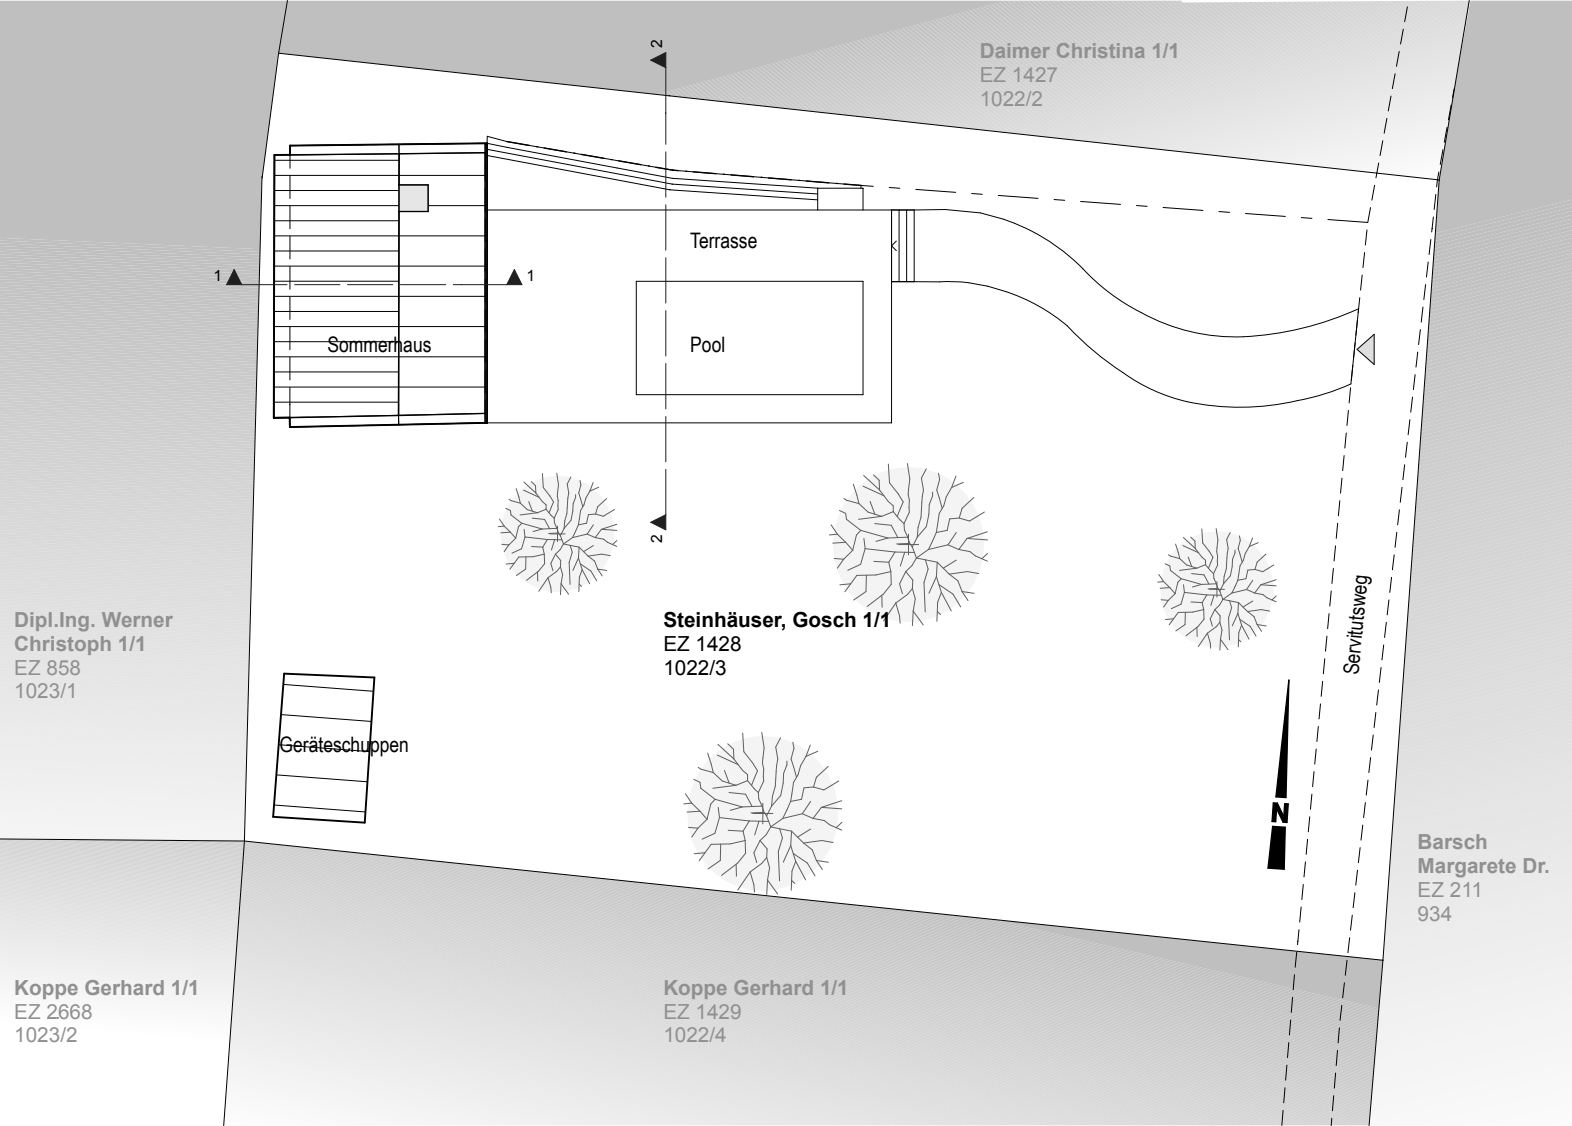 2
Daimer Christina 1/1
EZ 1427
1022/2
Terrasse
1
1
Sommerhaus
Pool
2
Servitutsweg
Dipl.Ing. Werner
Christoph 1/1
EZ 858
1023/1
Steinhäuser, Gosch 1/1
EZ 1428
1022/3
Geräteschuppen
N
Barsch
Margarete Dr.
EZ 211
934
Koppe Gerhard 1/1
EZ 2668
1023/2
Koppe Gerhard 1/1
EZ 1429
1022/4